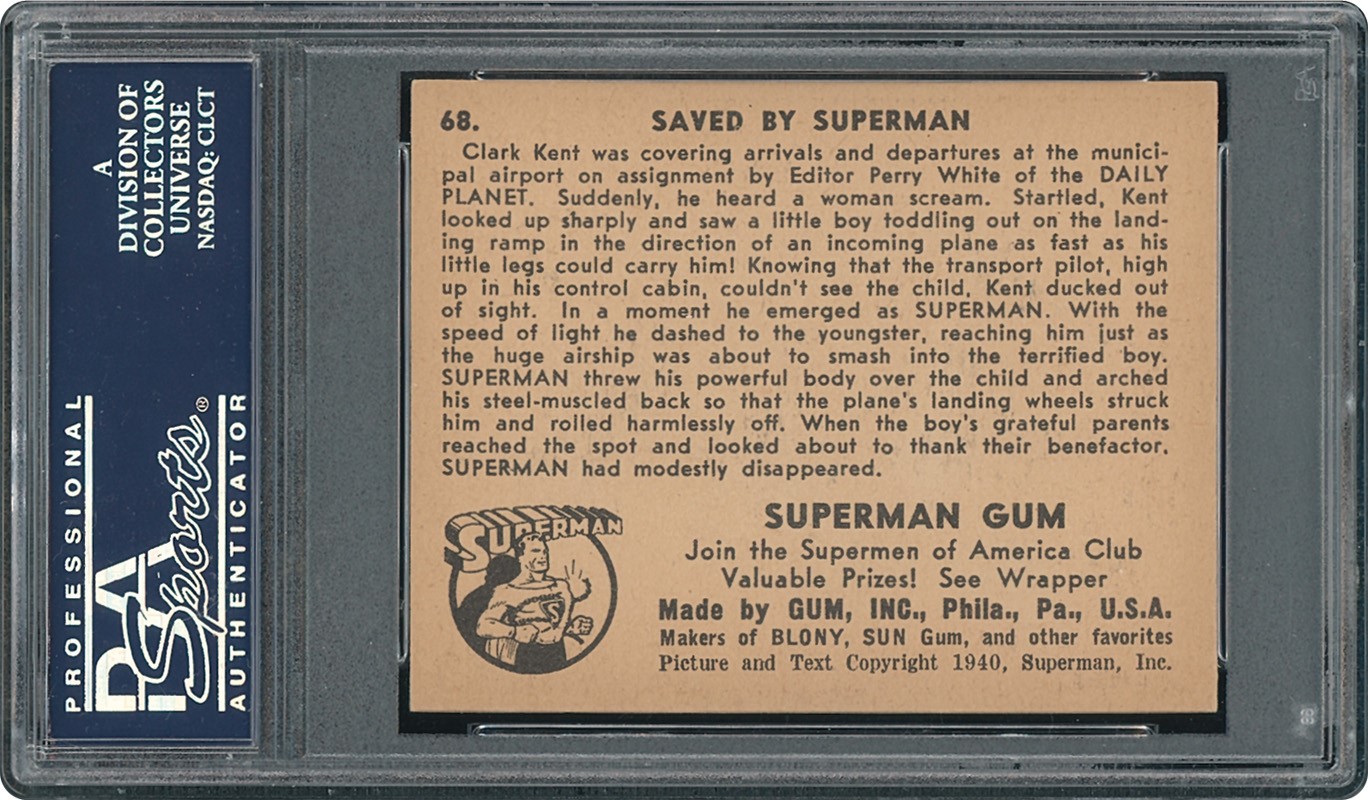 A
DIVISION OF
COLLECTORS
UNIVERSE
NASDAQ: CLCT
PROFESSIONAL
PSA
Sports®
AUTHENTICATOR
68. SAVED BY SUPERMAN
Clark Kent was covering arrivals and departures at the munici-
pal airport on assignment by Editor Perry White of the DAILY
PLANET. Suddenly, he heard a woman scream. Startled, Kent
looked up sharply and saw a little boy toddling out on the land-
ing ramp in the direction of an incoming plane as fast as his
little legs could carry him! Knowing that the transport pilot, high
up in his control cabin, couldn't see the child, Kent ducked out
of sight. In a moment he emerged as SUPERMAN. With the
speed of light he dashed to the youngster, reaching him just as
the huge airship was about to smash into the terrified boy.
SUPERMAN threw his powerful body over the child and arched
his steel-muscled back so that the plane's landing wheels struck
him and rolled harmlessly off. When the boy's grateful parents
reached the spot and looked about to thank their benefactor,
SUPERMAN had modestly disappeared.
SUPERMAN
S
SUPERMAN GUM
Join the Supermen of America Club
Valuable Prizes! See Wrapper
Made by GUM, INC., Phila., Pa., U.S.A.
Makers of BLONY, SUN Gum, and other favorites
Picture and Text Copyright 1940, Superman, Inc.